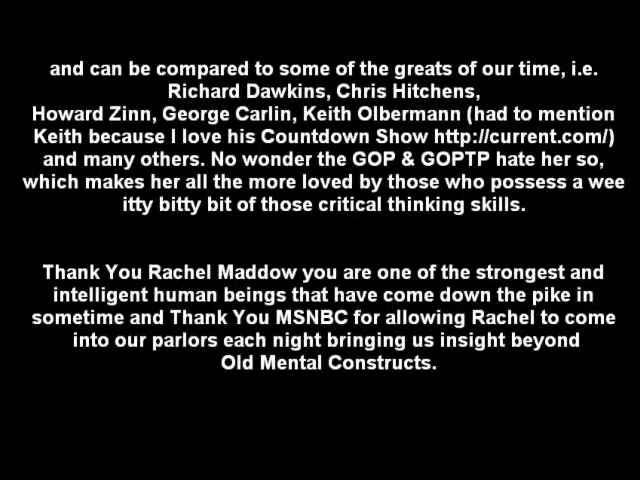 and can be compared to some of the greats of our time, i.e.
Richard Dawkins, Chris Hitchens,
Howard Zinn, George Carlin, Keith Olbermann (had to mention
Keith because I love his Countdown Show http://current.com/)
and many others. No wonder the GOP & GOPTP hate her so,
which makes her all the more loved by those who possess a wee
itty bitty bit of those critical thinking skills.
Thank You Rachel Maddow you are one of the strongest and
intelligent human beings that have come down the pike in
sometime and Thank You MSNBC for allowing Rachel to come
into our parlors each night bringing us insight beyond
Old Mental Constructs.